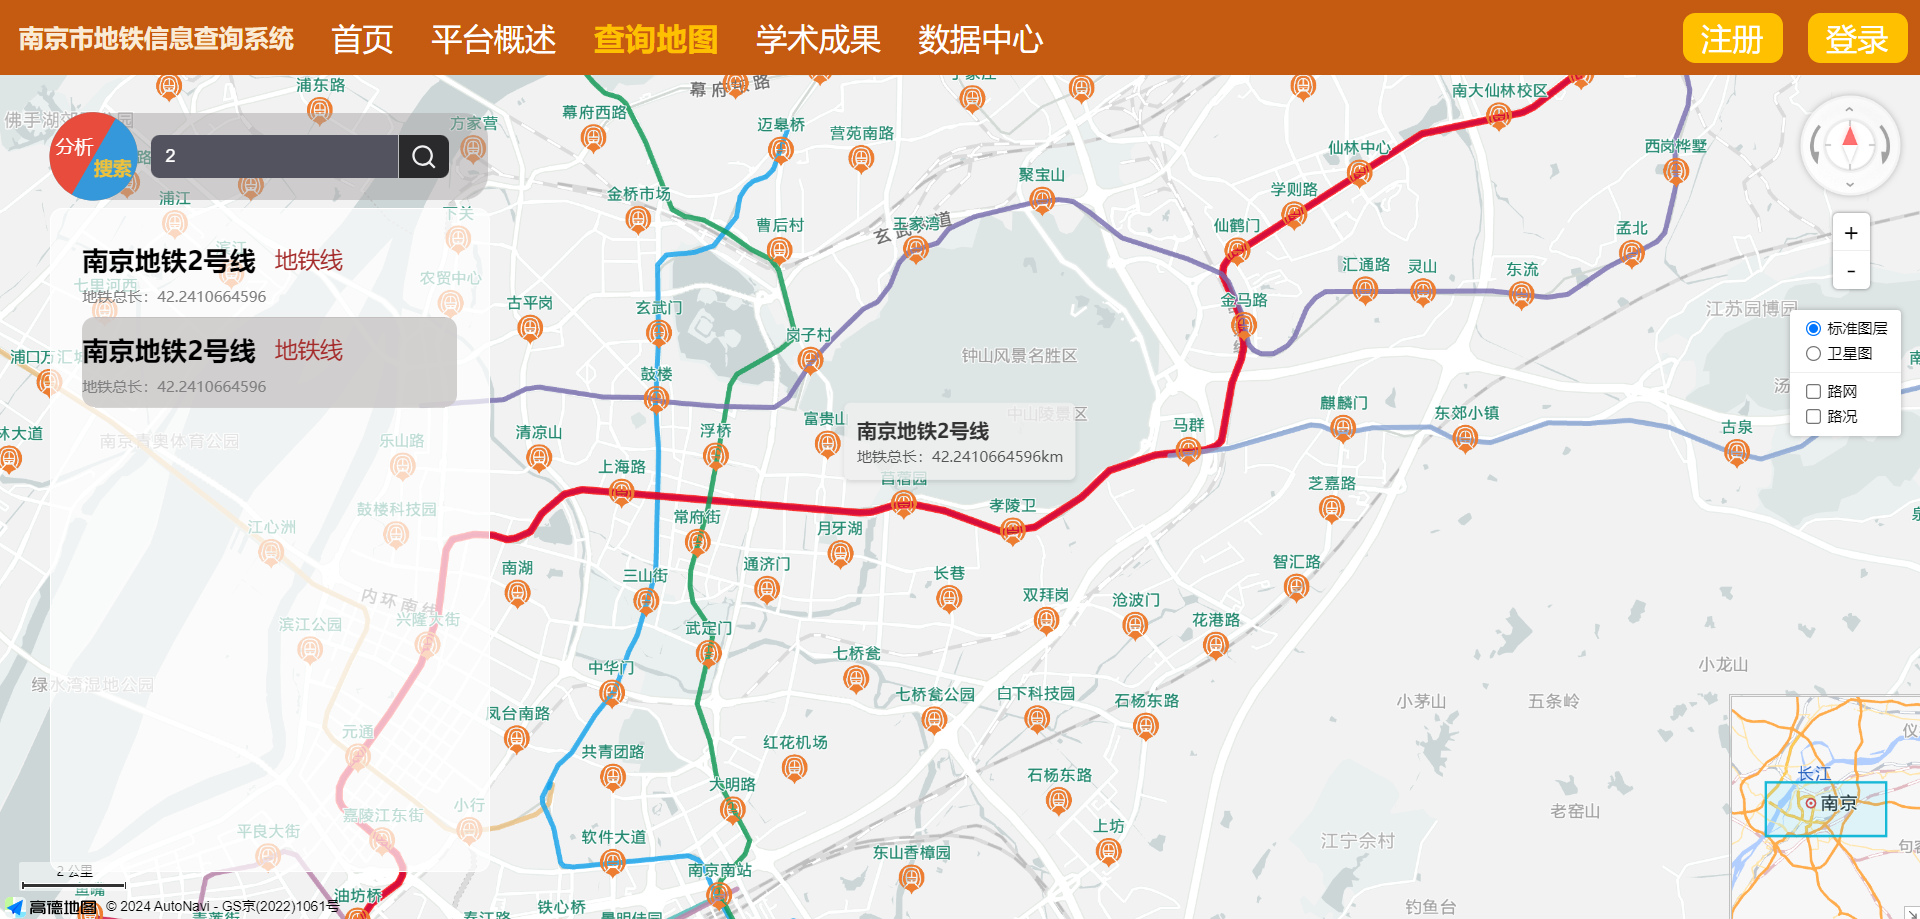 南京市地铁信息查询系统 首页 平台概述 查询地图 学术成果 数据中心 注册 登录
浦东路
幕府西路
迈皋桥
营苑南路
南大仙林校区
方家营
分析
搜索
2
仙林中心
西岗桦墅
浦江
下关
金桥市场
曹后村
王家湾
聚宝山
学则路
仙鹤门
孟北
+
-
南京地铁2号线 地铁线
地铁总长：42.2410664596
七里河西
滨江
农贸中心
古平岗
玄武门
岗子村
金马路
汇通路
灵山
东流
江苏园博园
标准图层
卫星图
路网
路况
南京地铁2号线 地铁线
地铁总长：42.2410664596
钟山风景名胜区
鼓楼
富贵山
中山陵景区
马群
麒麟门
东郊小镇
古泉
林大道
南京青奥体育公园
乐山路
清凉山
浮桥
南京地铁2号线
地铁总长：42.2410664596km
苜蓿园
上海路
芝嘉路
孝陵卫
鼓楼科技园
江心洲
常府街
月牙湖
南湖
三山街
通济门
长巷
双拜岗
沧波门
智汇路
花港路
内环南线
兴隆大街
滨江公园
武定门
七桥瓮
小龙山
绿水湾湿地公园
中华门
七桥瓮公园
白下科技园
石杨东路
小茅山
五条岭
凤台南路
元通
共青团路
红花机场
石杨东路
大明路
长江
南京
老窑山
嘉陵江东街
小行
平良大街
软件大道
上坊
江宁佘村
东山香樟园
南京南站
2 公里
油坊桥
铁心桥
景明佳园
钓鱼台
高德地图 © 2024 AutoNavi - GS京(2022)1061号